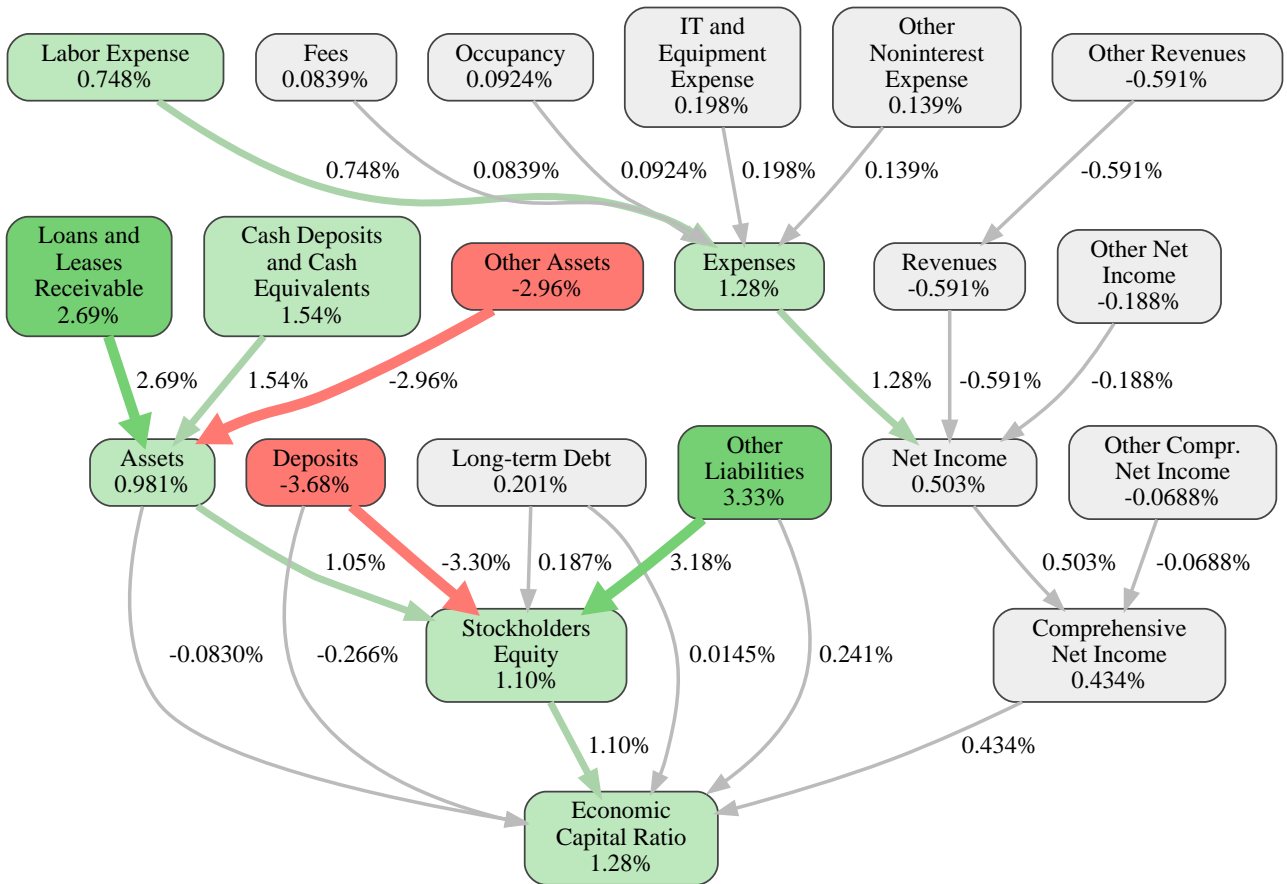 Labor Expense
0.748%
Fees
0.0839%
Occupancy
0.0924%
IT and
Equipment
Expense
0.198%
Other
Noninterest
Expense
0.139%
Other Revenues
-0.591%
0.748%
0.0839%
0.0924%
0.198%
0.139%
-0.591%
Loans and
Leases
Receivable
2.69%
Cash Deposits
and Cash
Equivalents
1.54%
Other Assets
-2.96%
Expenses
1.28%
Revenues
-0.591%
Other Net
Income
-0.188%
2.69%
1.54%
-2.96%
1.28%
-0.591%
-0.188%
Assets
0.981%
Deposits
-3.68%
Long-term Debt
0.201%
Other
Liabilities
3.33%
Net Income
0.503%
Other Compr.
Net Income
-0.0688%
1.05%
-3.30%
0.187%
3.18%
0.503%
-0.0688%
-0.0830%
-0.266%
Stockholders
Equity
1.10%
0.0145%
0.241%
Comprehensive
Net Income
0.434%
1.10%
0.434%
Economic
Capital Ratio
1.28%